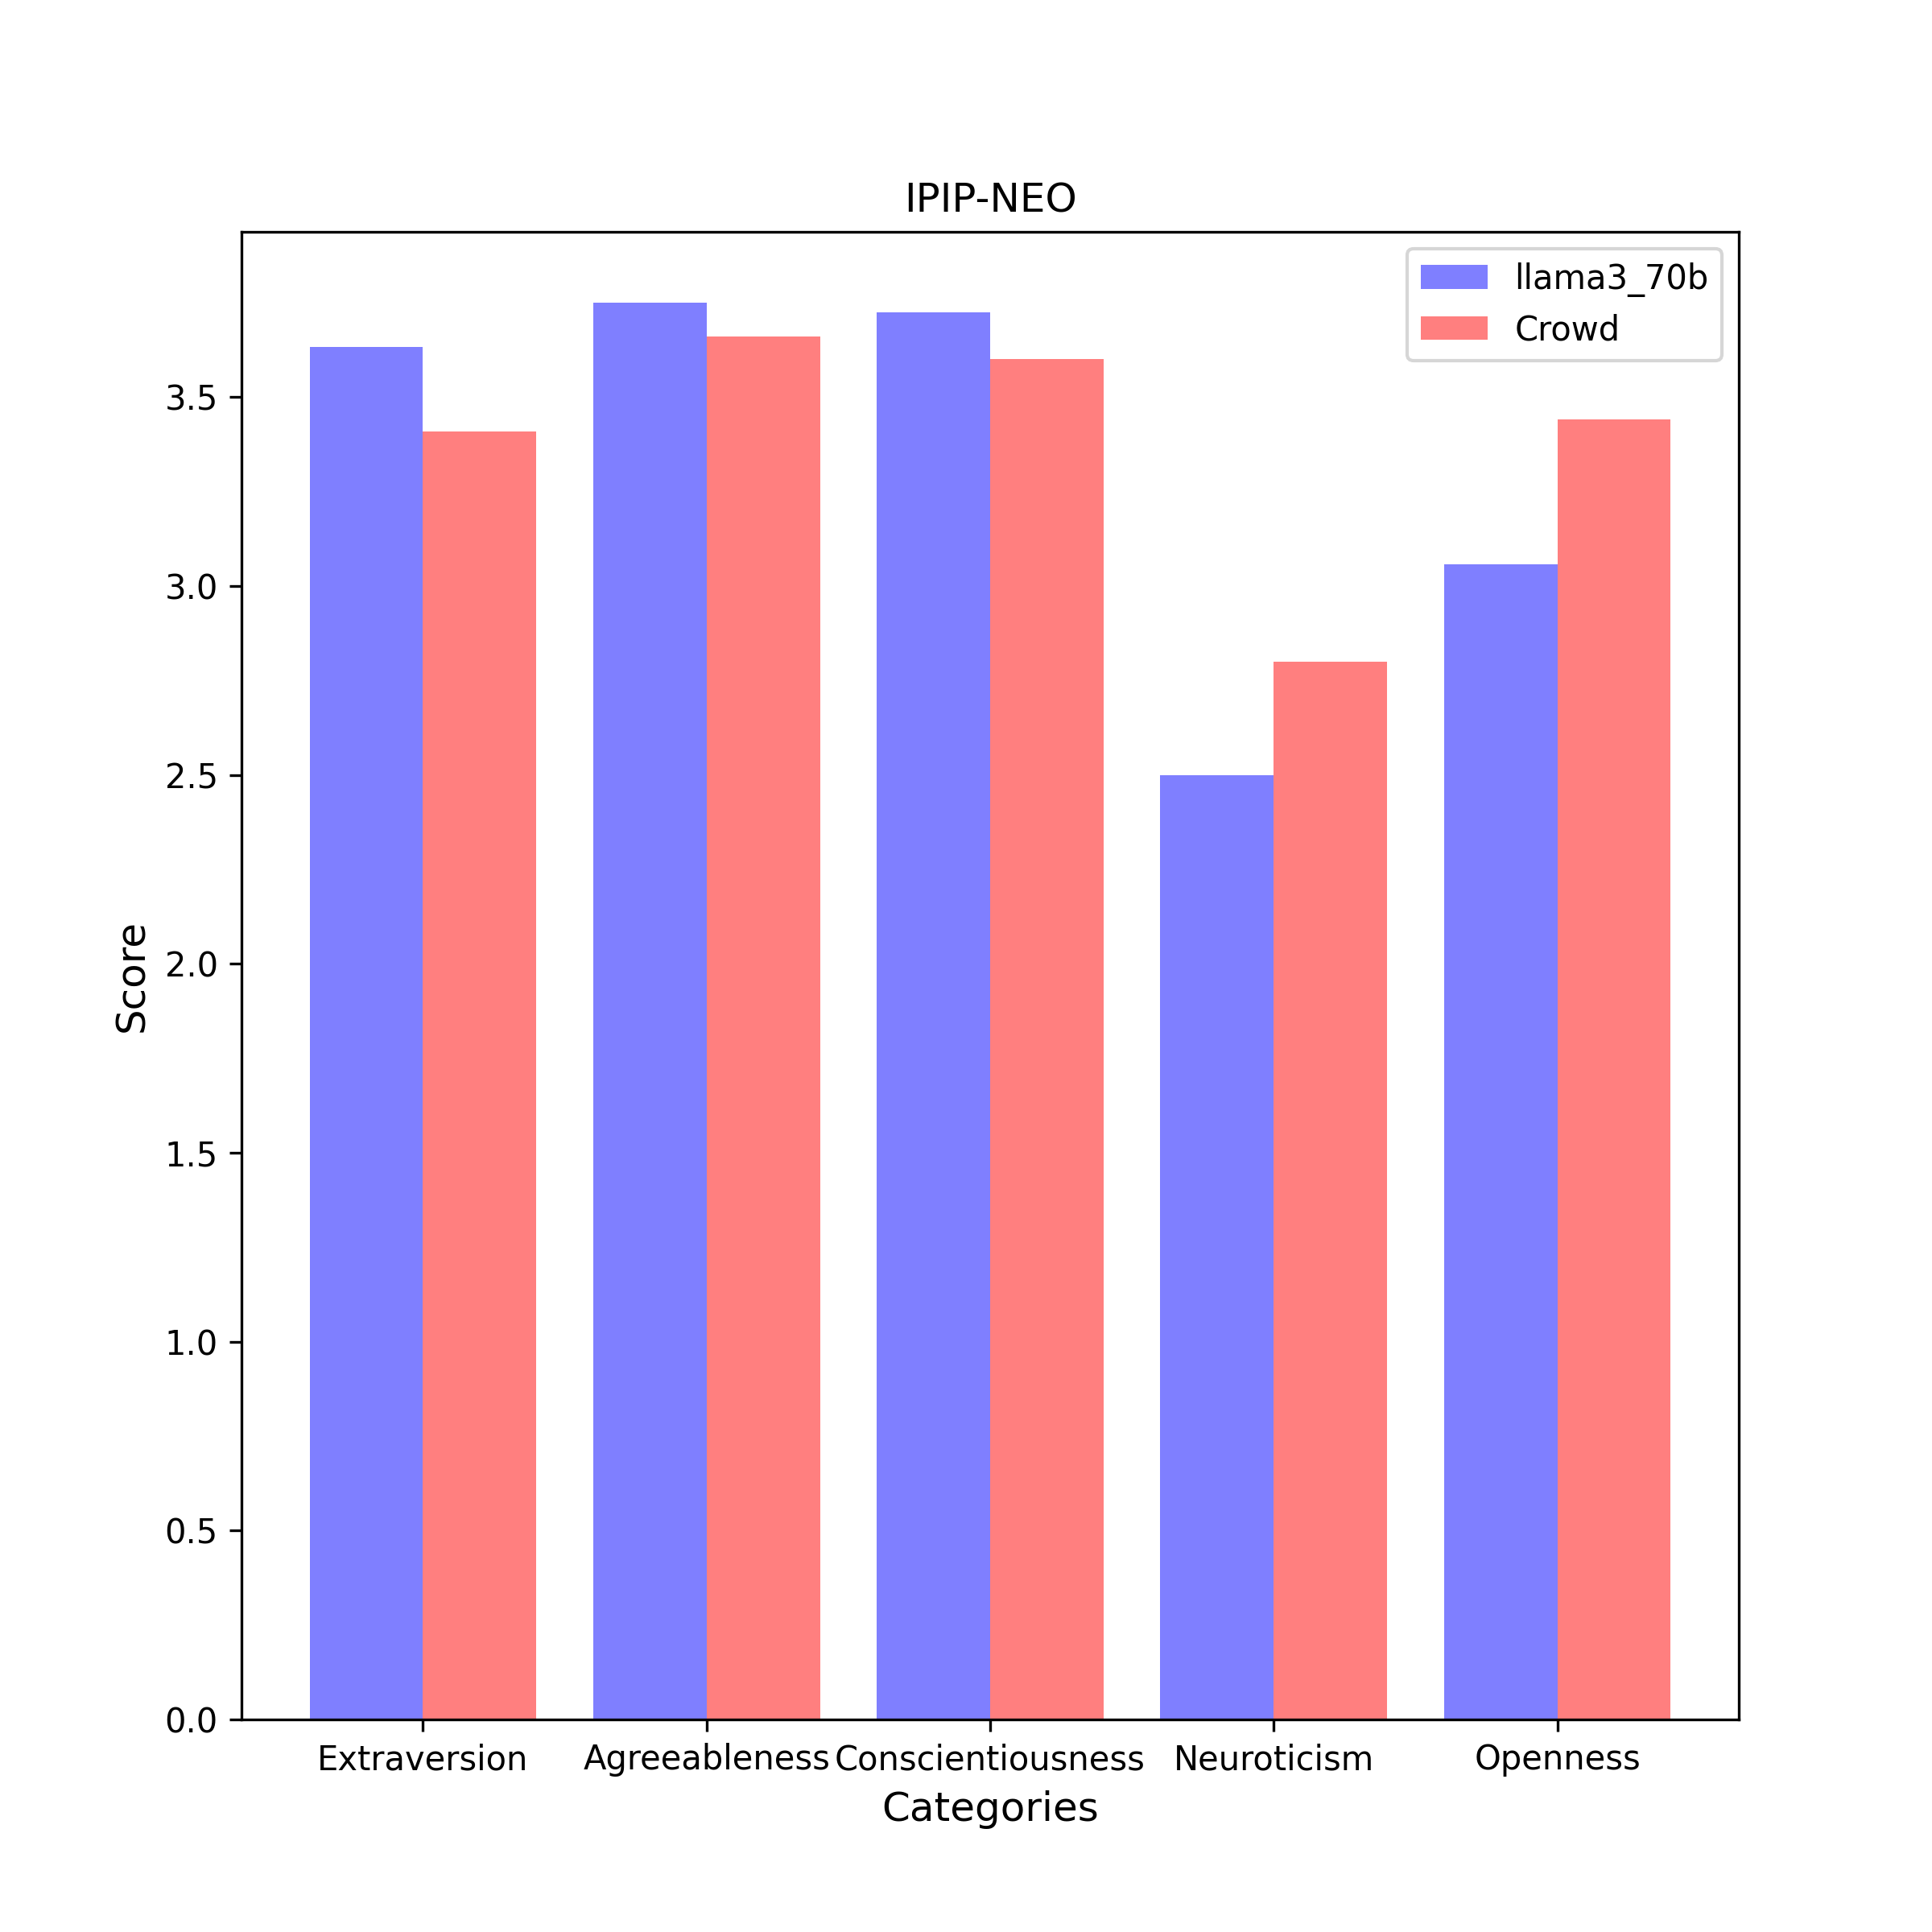 IPIP-NEO
llama3_70b
Crowd
3.5
3.0
2.5
2.0
1.5
1.0
0.5
0.0
Score
Extraversion Agreeableness Conscientiousness Neuroticism Openness
Categories